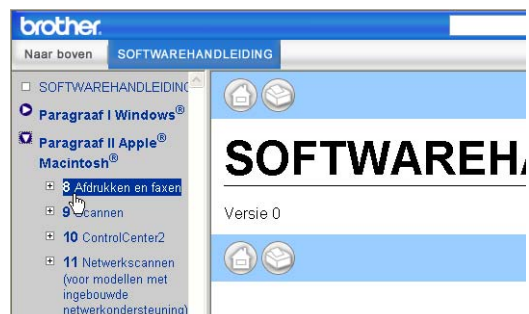 brother.
Naar boven
SOFTWAREHANDLEIDING
SOFTWAREHANDLEIDING
Paragraaf I Windows®
Paragraaf II Apple®
Macintosh®
8 Afdrukken en faxen
9 Scannen
10 ControlCenter2
11 Netwerkscannen
(voor modellen met
ingebouwde
netwerkondersteuning)
SOFTWAREHA
Versie 0